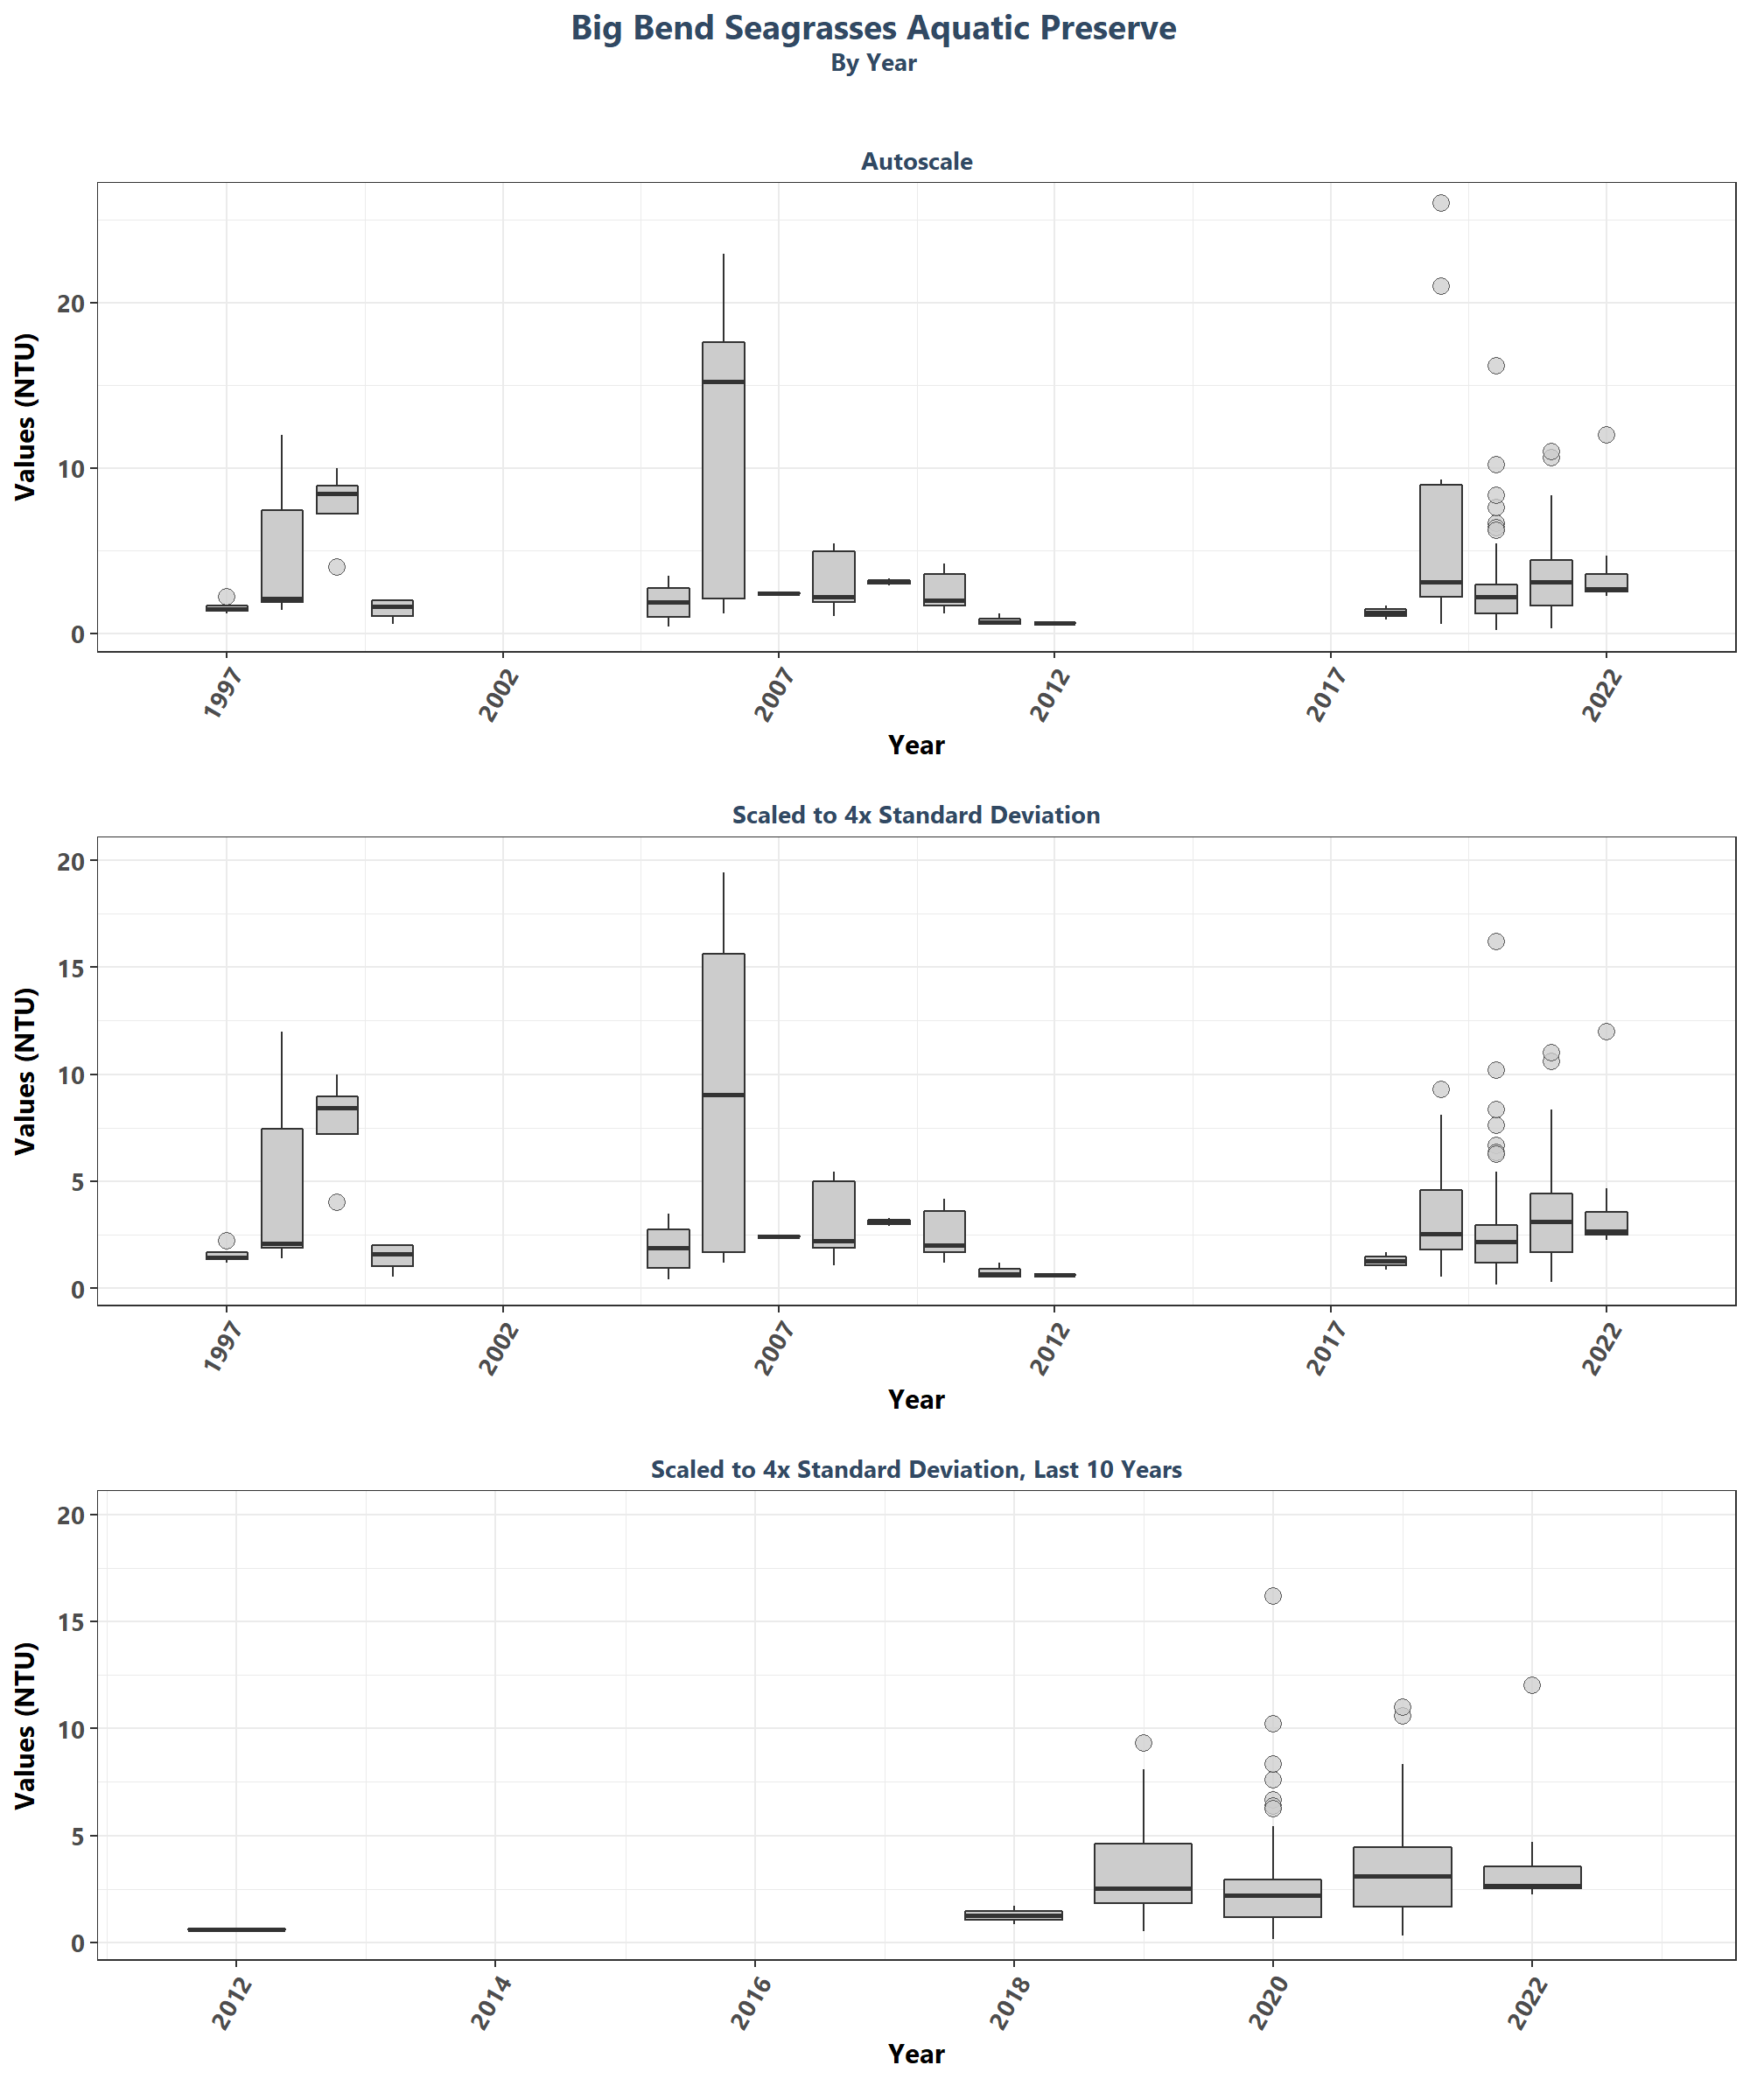 Big Bend Seagrasses Aquatic Preserve
By Year
Autoscale
Values (NTU)
20
10
0
1997 2002 2007 2012 2017 2022
Year
Scaled to 4x Standard Deviation
Values (NTU)
20
15
10
5
0
1997 2002 2007 2012 2017 2022
Year
Scaled to 4x Standard Deviation, Last 10 Years
Values (NTU)
20
15
10
5
0
2012 2014 2016 2018 2020 2022
Year